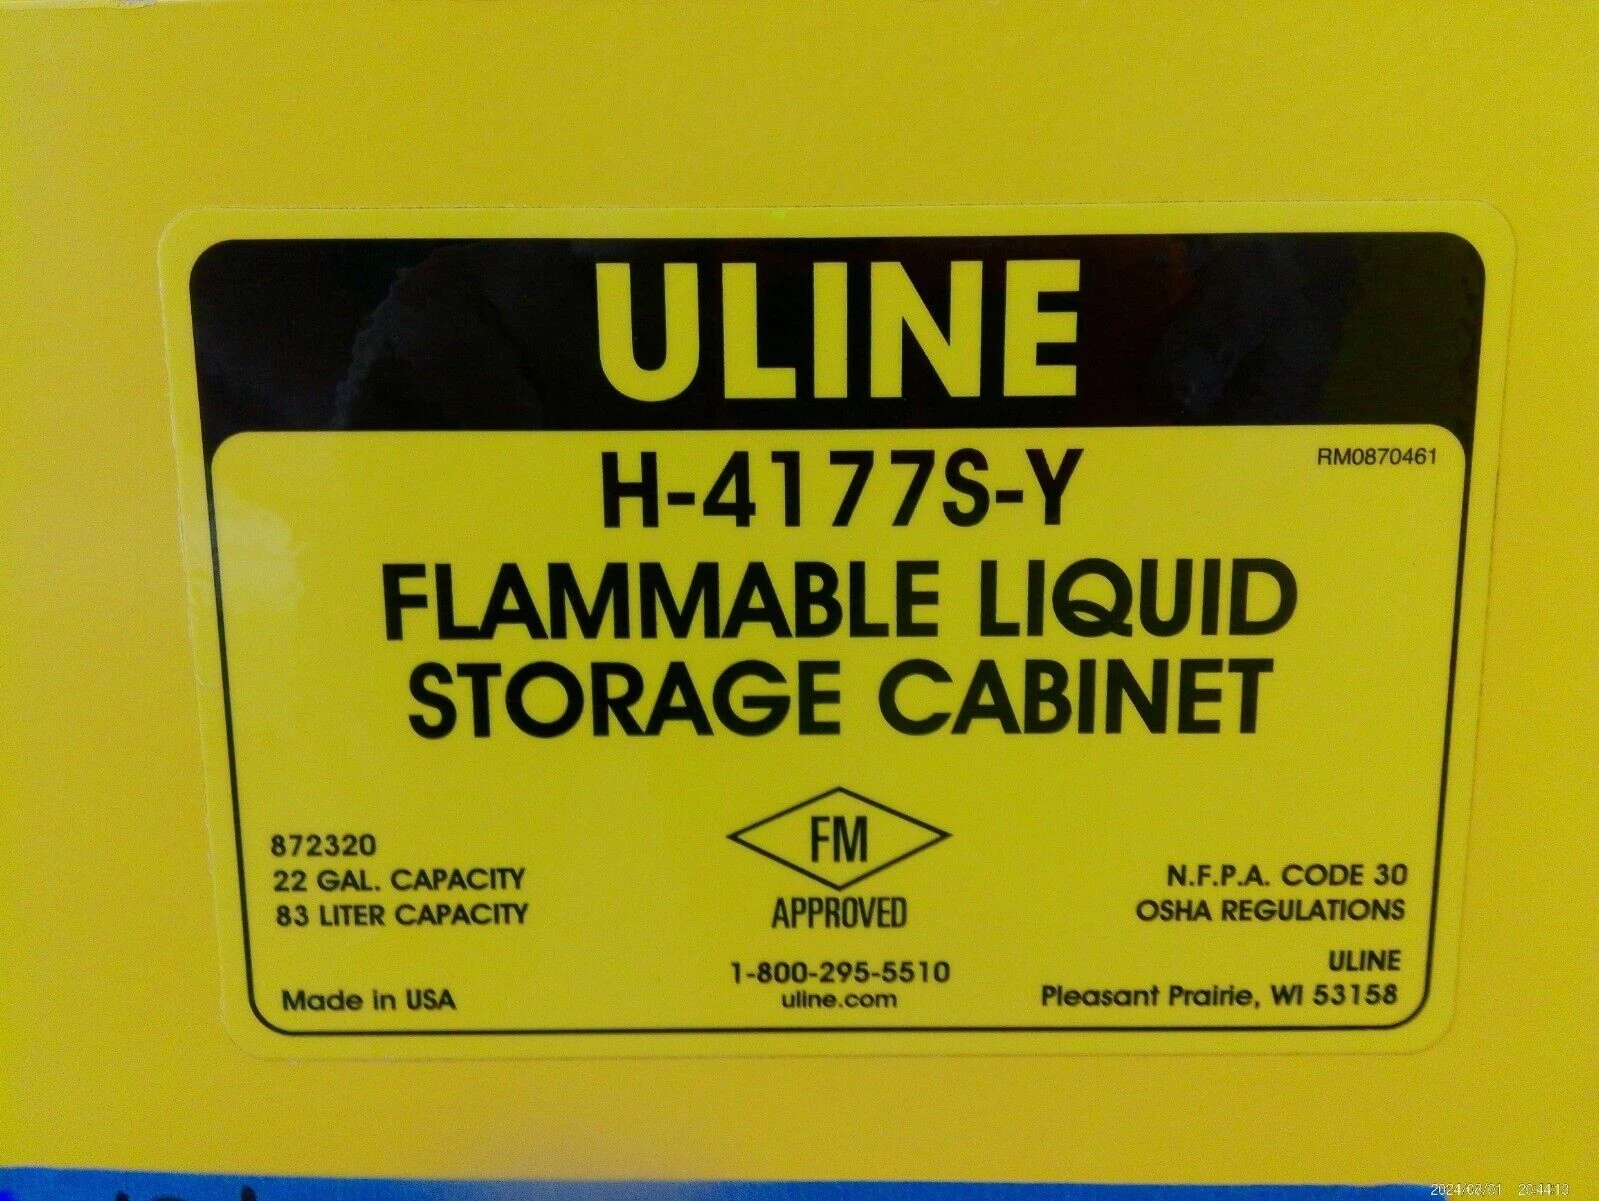 ULINE
H-4177S-Y
RM0870461
FLAMMABLE LIQUID
STORAGE CABINET
872320
22 GAL. CAPACITY
83 LITER CAPACITY
Made in USA
FM
APPROVED
1-800-295-5510
uline.com
N.F.P.A. CODE 30
OSHA REGULATIONS
ULINE
Pleasant Prairie, WI 53158